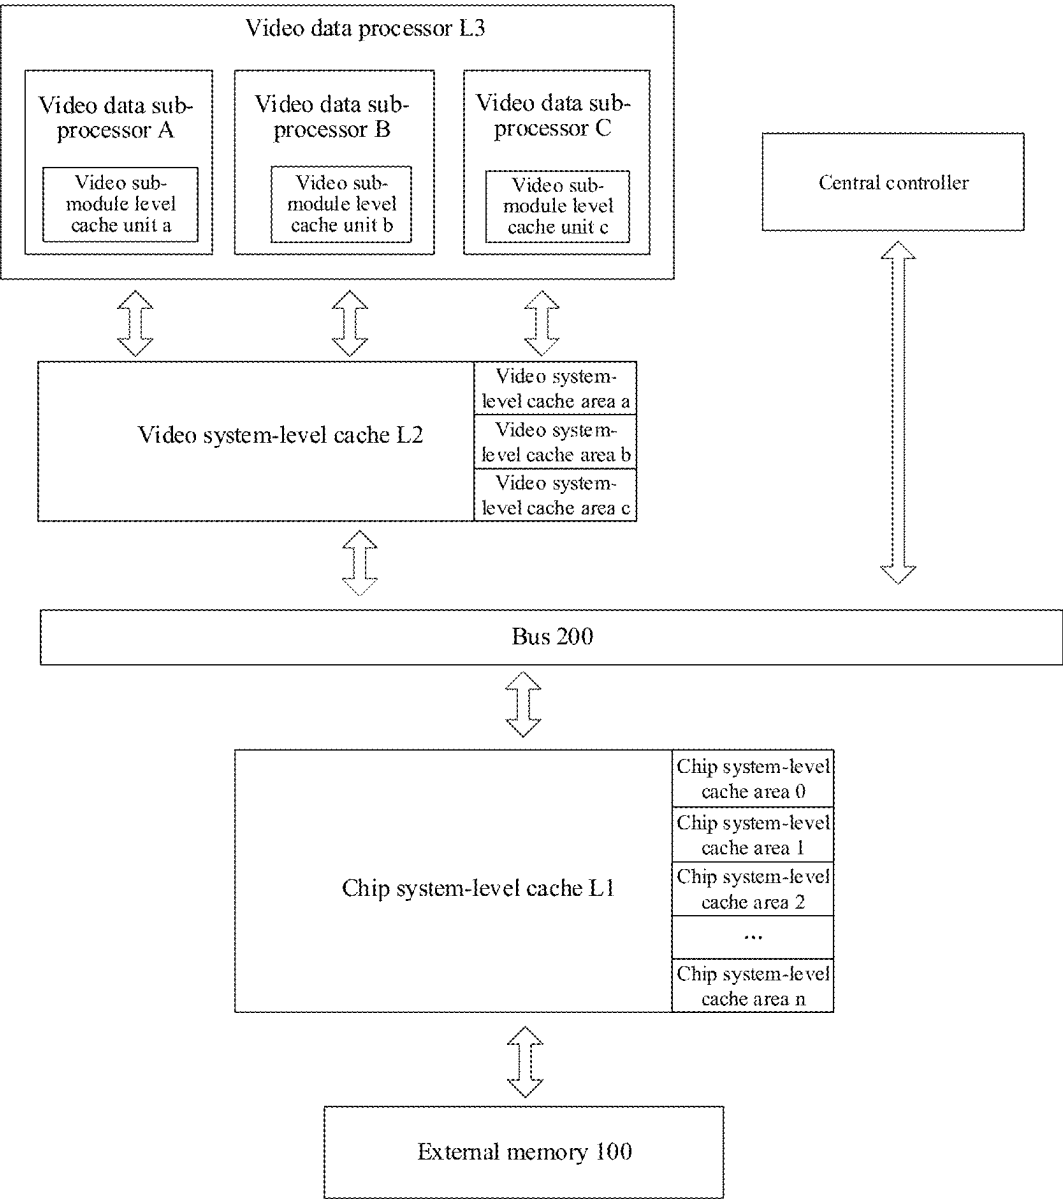 Video data processor L3
Video data sub-
processor A
Video sub-
module level
cache unit a
Video data sub-
processor B
Video sub-
module level
cache unit b
Video data sub-
processor C
Video sub-
module level
cache unit c
Central controller
Video system-level cache L2
Video system-
level cache area a
Video system-
level cache area b
Video system-
level cache area c
Bus 200
Chip system-level cache L1
Chip system-level
cache area 0
Chip system-level
cache area 1
Chip system-level
cache area 2
...
Chip system-level
cache area n
External memory 100